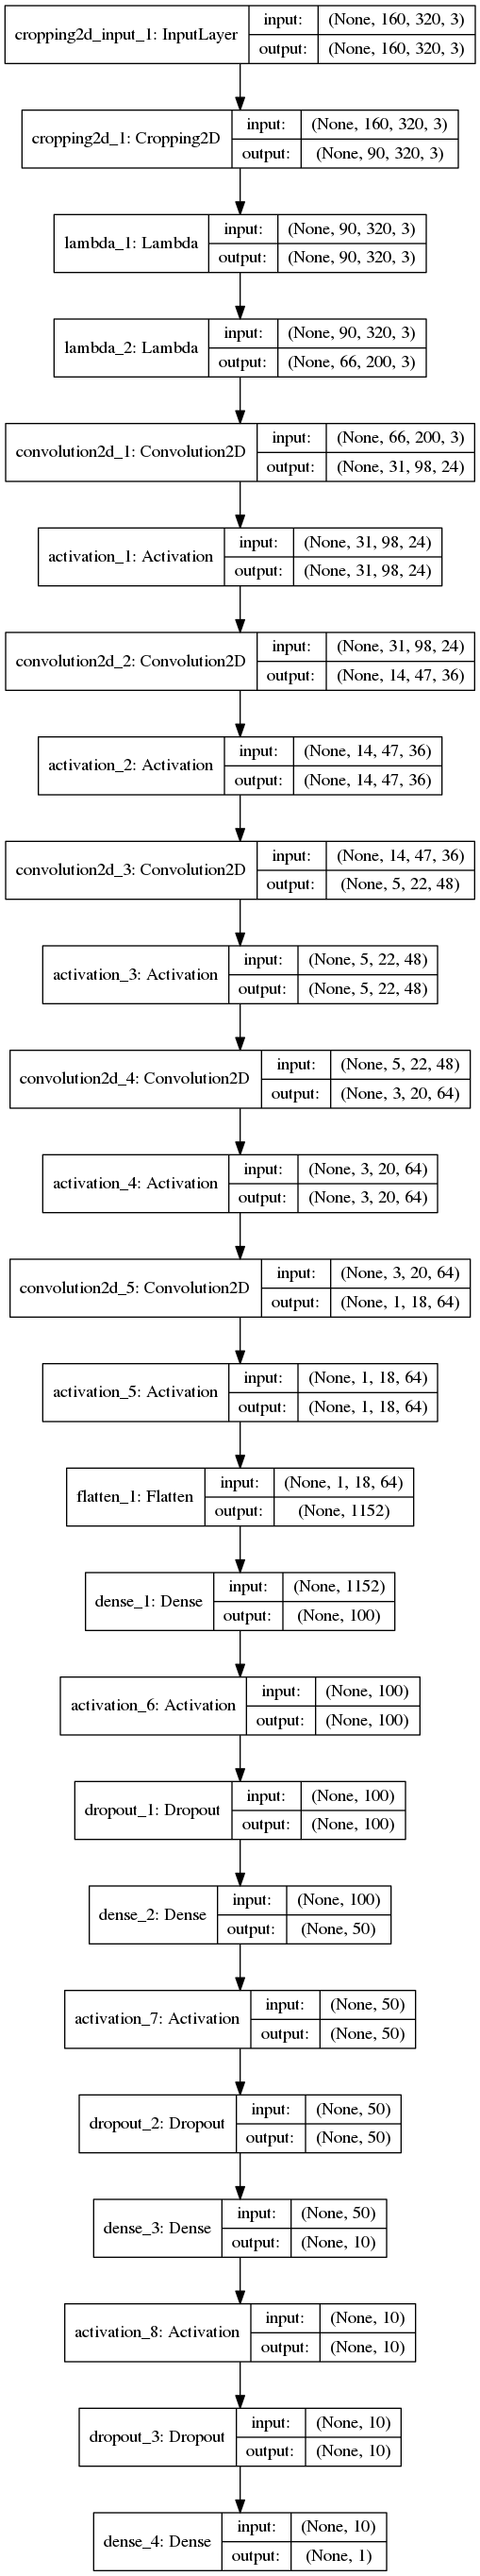 cropping2d_input_1: InputLayer
input: (None, 160, 320, 3)
output: (None, 160, 320, 3)
cropping2d_1: Cropping2D
input: (None, 160, 320, 3)
output: (None, 90, 320, 3)
lambda_1: Lambda
input: (None, 90, 320, 3)
output: (None, 90, 320, 3)
lambda_2: Lambda
input: (None, 90, 320, 3)
output: (None, 66, 200, 3)
convolution2d_1: Convolution2D
input: (None, 66, 200, 3)
output: (None, 31, 98, 24)
activation_1: Activation
input: (None, 31, 98, 24)
output: (None, 31, 98, 24)
convolution2d_2: Convolution2D
input: (None, 31, 98, 24)
output: (None, 14, 47, 36)
activation_2: Activation
input: (None, 14, 47, 36)
output: (None, 14, 47, 36)
convolution2d_3: Convolution2D
input: (None, 14, 47, 36)
output: (None, 5, 22, 48)
activation_3: Activation
input: (None, 5, 22, 48)
output: (None, 5, 22, 48)
convolution2d_4: Convolution2D
input: (None, 5, 22, 48)
output: (None, 3, 20, 64)
activation_4: Activation
input: (None, 3, 20, 64)
output: (None, 3, 20, 64)
convolution2d_5: Convolution2D
input: (None, 3, 20, 64)
output: (None, 1, 18, 64)
activation_5: Activation
input: (None, 1, 18, 64)
output: (None, 1, 18, 64)
flatten_1: Flatten
input: (None, 1, 18, 64)
output: (None, 1152)
dense_1: Dense
input: (None, 1152)
output: (None, 100)
activation_6: Activation
input: (None, 100)
output: (None, 100)
dropout_1: Dropout
input: (None, 100)
output: (None, 100)
dense_2: Dense
input: (None, 100)
output: (None, 50)
activation_7: Activation
input: (None, 50)
output: (None, 50)
dropout_2: Dropout
input: (None, 50)
output: (None, 50)
dense_3: Dense
input: (None, 50)
output: (None, 10)
activation_8: Activation
input: (None, 10)
output: (None, 10)
dropout_3: Dropout
input: (None, 10)
output: (None, 10)
dense_4: Dense
input: (None, 10)
output: (None, 1)